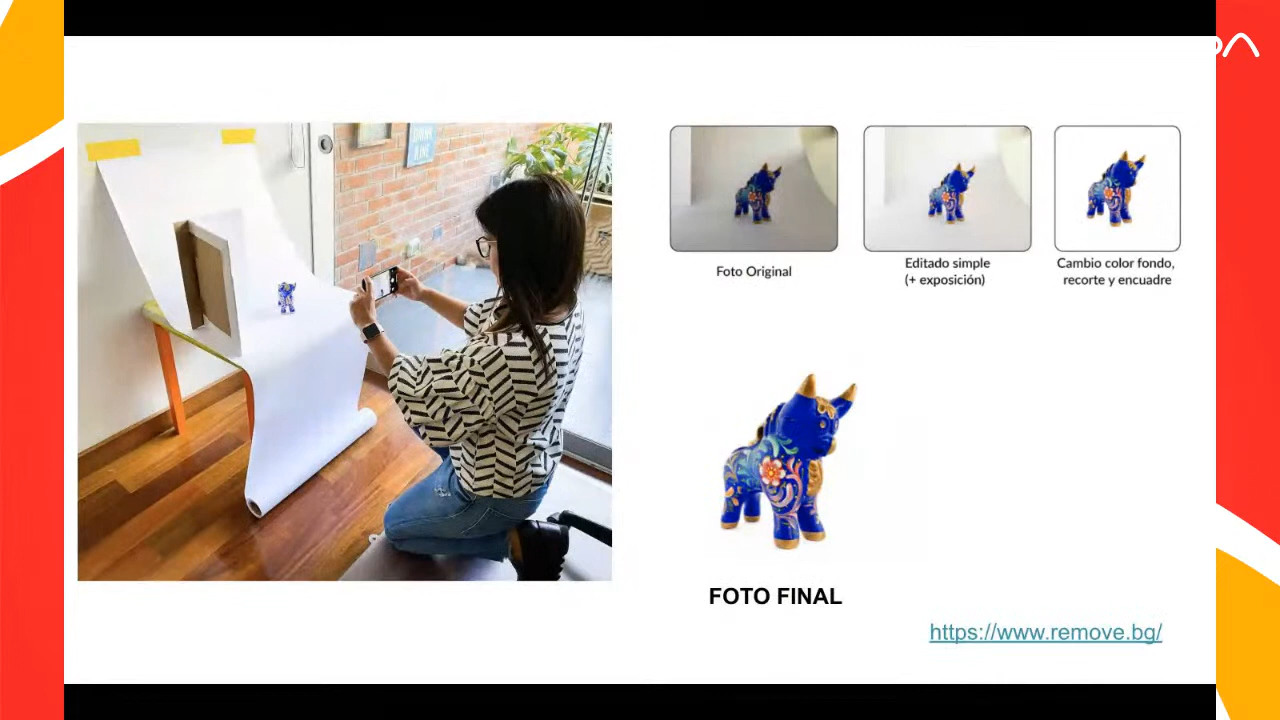 Foto Original
Editado simple
(+ exposición)
Cambio color fondo,
recorte y encuadre
FOTO FINAL
https://www.remove.bg/